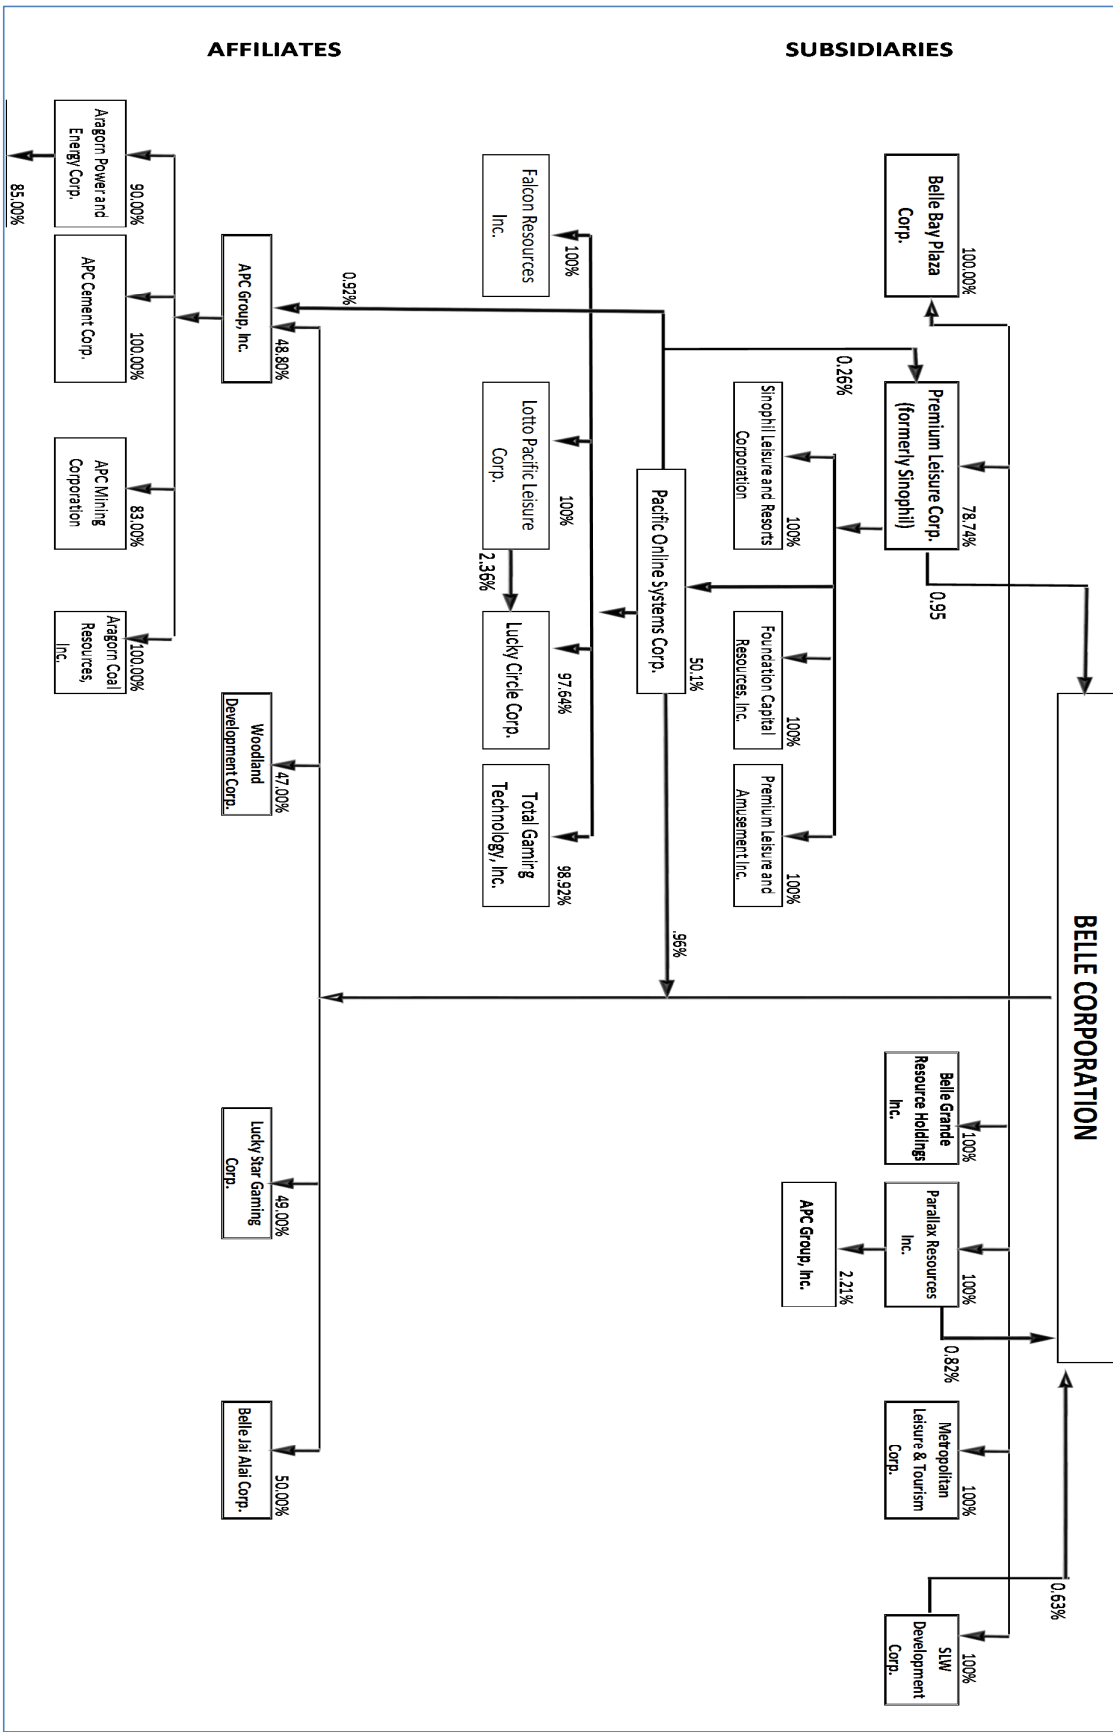 BELLE CORPORATION
SUBSIDIARIES
100.00%
Belle Bay Plaza
Corp.
78.74%
Premium Leisure Corp.
(formerly Sinophil)
0.95
100%
Belle Grande
Resource Holdings
Inc.
100%
Parallax Resources
Inc.
0.82%
100%
Metropolitan
Leisure & Tourism
Corp.
0.63%
100%
SLW
Development
Corp.
2.21%
APC Group, Inc.
0.26%
100%
Sinophil Leisure and Resorts
Corporation
100%
Foundation Capital
Resources, Inc.
100%
Premium Leisure and
Amusement Inc.
50.1%
Pacific Online Systems Corp.
.96%
100%
Falcon Resources
Inc.
100%
Lotto Pacific Leisure
Corp.
2.36%
97.64%
Lucky Circle Corp.
98.92%
Total Gaming
Technology, Inc.
AFFILIATES
0.92%
48.80%
APC Group, Inc.
47.00%
Woodland
Development Corp.
49.00%
Lucky Star Gaming
Corp.
50.00%
Belle Jai Alai Corp.
90.00%
Aragorn Power and
Energy Corp.
100.00%
APC Cement Corp.
83.00%
APC Mining
Corporation
100.00%
Aragorn Coal
Resources,
Inc.
85.00%